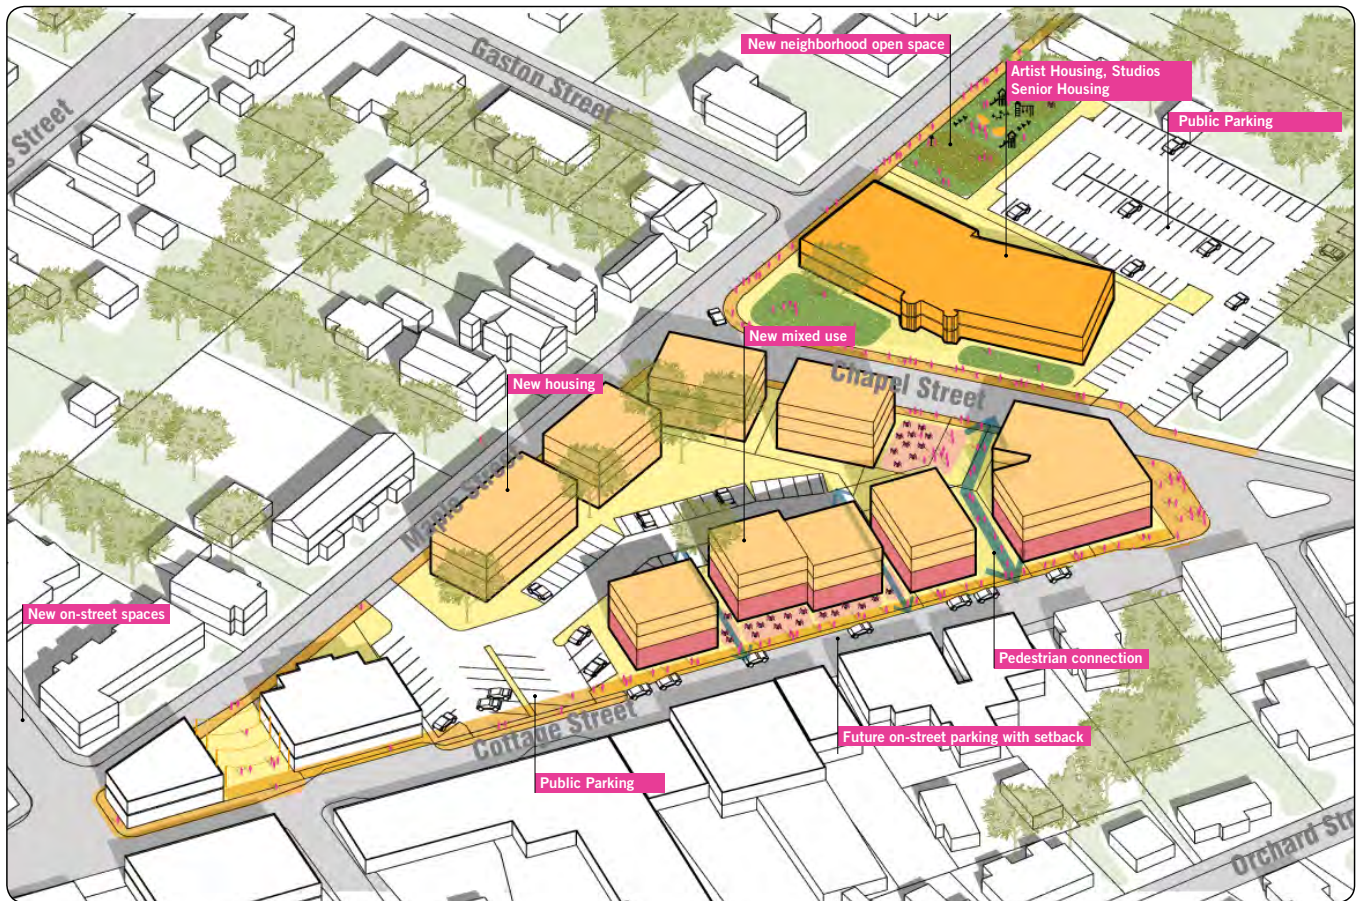 Gaston Street
New neighborhood open space
Artist Housing, Studios
Senior Housing
Public Parking
Street
New mixed use
Chapel Street
New housing
Maple Street
New on-street spaces
Pedestrian connection
Cottage Street
Future on-street parking with setback
Public Parking
Orchard